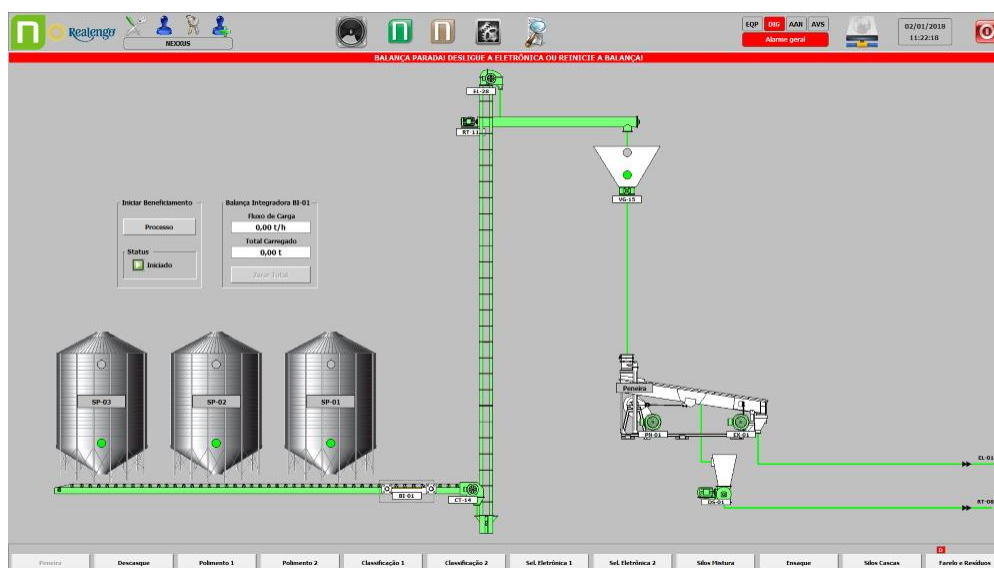 n Realengo
NEXXUS
n
n
EQP DIG AAN AVS
Alarme geral
02/01/2018
11:22:18
BALANÇA PARADA! DESLIGUE A ELETRÔNICA OU REINICIE A BALANÇA!
EL-28
RT-11
VG-15
Iniciar Beneficiamento
Processo
Status
Iniciado
Balança Integradora BI-01
Fluxo de Carga
0,00 t/h
Total Carregado
0,00 t
Zerar Total
SP-03
SP-02
SP-01
BI-01
CT-14
Peneira
PN-01
EX-01
DS-01
EL-01
RT-08
D
Peneira
Descasque
Polimento 1
Polimento 2
Classificação 1
Classificação 2
Sel. Eletrônica 1
Sel. Eletrônica 2
Silos Mistura
Ensaque
Silos Cascas
Farelo e Resíduos